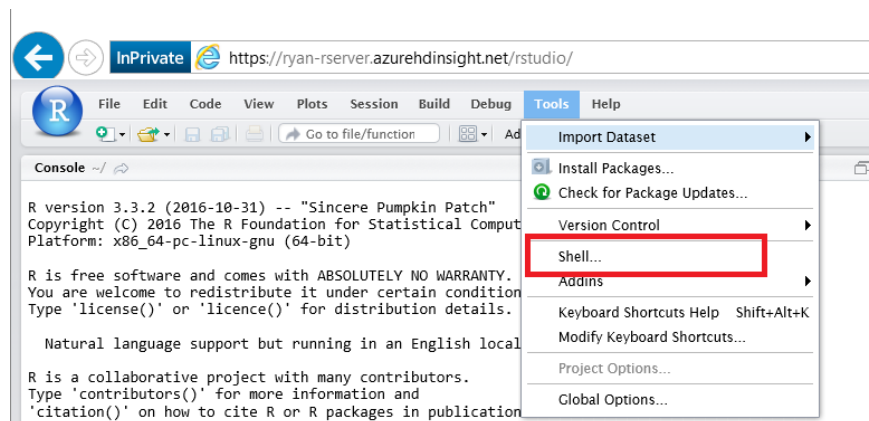 InPrivate https://ryan-rserver.azurehdinsight.net/rstudio/
R File Edit Code View Plots Session Build Debug Tools Help
Go to file/function Ad
Import Dataset
Console ~/
Install Packages...
Check for Package Updates...
R version 3.3.2 (2016-10-31) -- "Sincere Pumpkin Patch"
Copyright (C) 2016 The R Foundation for Statistical Comput
Platform: x86_64-pc-linux-gnu (64-bit)
Version Control
Shell...
R is free software and comes with ABSOLUTELY NO WARRANTY.
You are welcome to redistribute it under certain condition
Type 'license()' or 'licence()' for distribution details.
Addins
Keyboard Shortcuts Help Shift+Alt+K
Modify Keyboard Shortcuts...
Natural language support but running in an English local
Project Options...
R is a collaborative project with many contributors.
Type 'contributors()' for more information and
'citation()' on how to cite R or R packages in publication
Global Options...